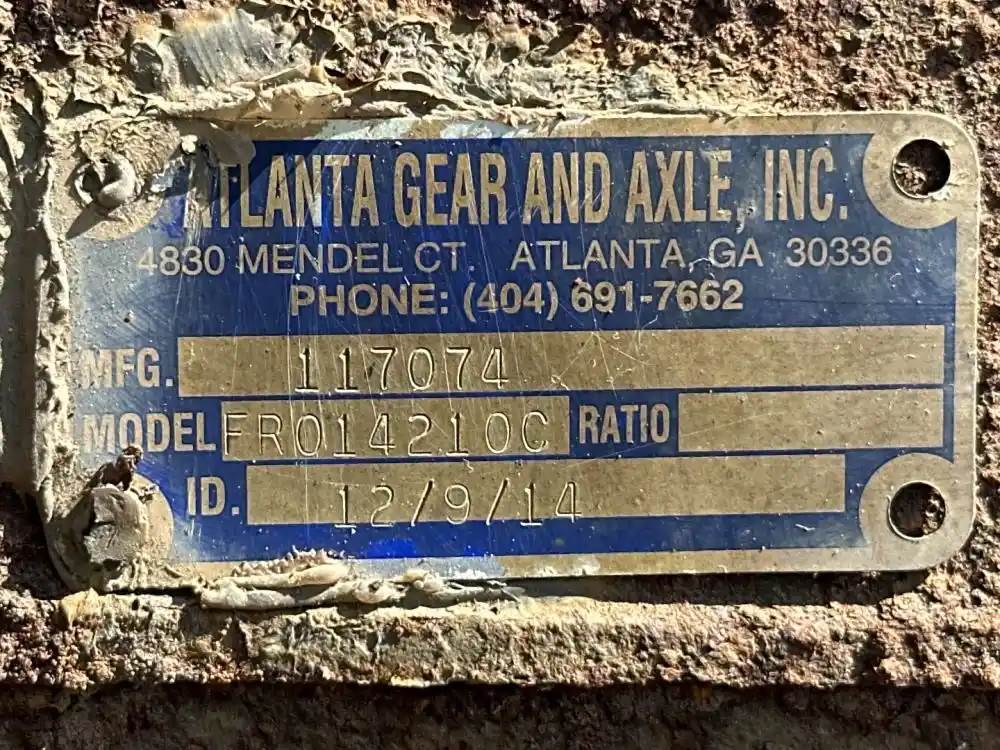 ATLANTA GEAR AND AXLE, INC.
4830 MENDEL CT. ATLANTA, GA 30336
PHONE: (404) 691-7662
MFG. 117074
MODEL FR014210C RATIO
ID. 12/9/14